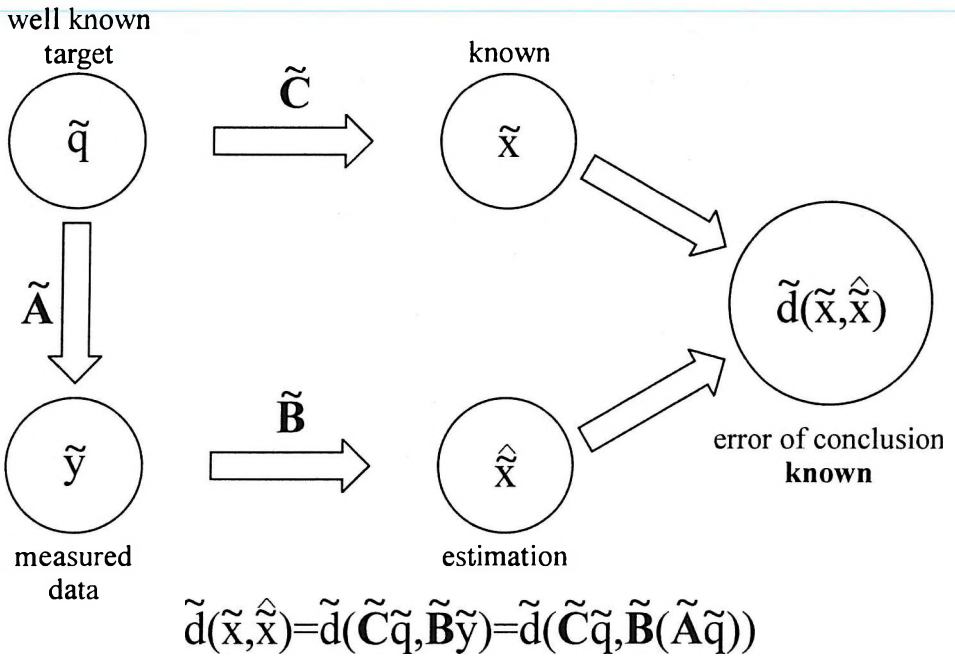 well known
target
known
C̃
q̃
x̃
Ã
d̃(x̃,x̃̂)
B̃
ỹ
x̃̂
error of conclusion
known
measured
data
estimation
d̃(x̃,x̃̂)=d̃(C̃q̃,B̃ỹ)=d̃(C̃q̃,B̃(Ãq̃))